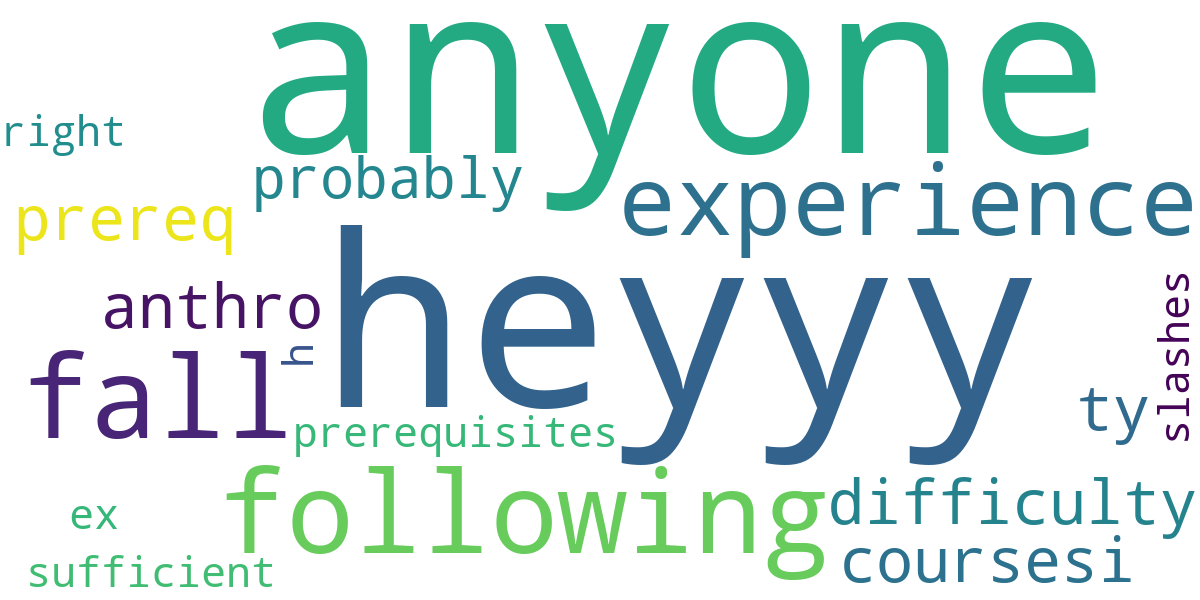 anyone
right
probably
experience
prereq
heyyy
anthro
slashes
h
fall
ty
prerequisites
following
difficulty
ex
coursesi
sufficient